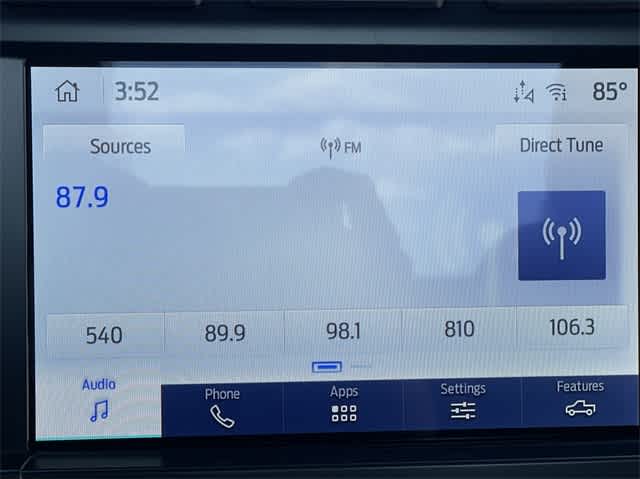 3:52 85°
Sources FM Direct Tune
87.9
540 89.9 98.1 810 106.3
Audio Phone Apps Settings Features